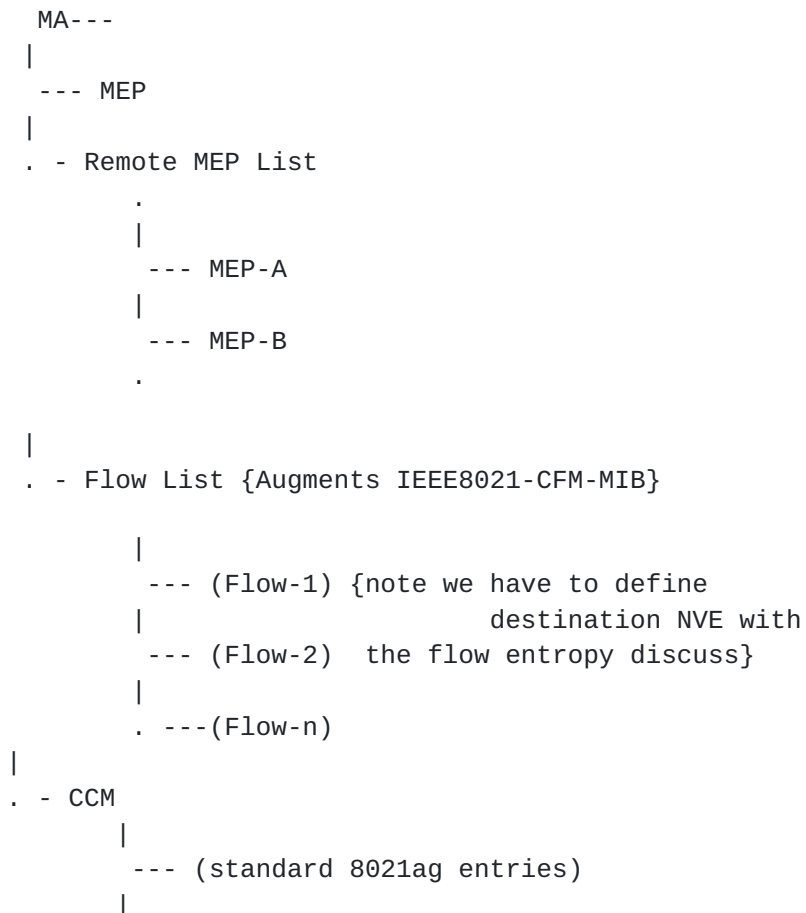 MA---
|
--- MEP
|
. - Remote MEP List
.
|
--- MEP-A
|
--- MEP-B
.
|
. - Flow List {Augments IEEE8021-CFM-MIB}
|
--- (Flow-1) {note we have to define
| destination NVE with
--- (Flow-2) the flow entropy discuss}
|
. ---(Flow-n)
|
. - CCM
|
--- (standard 8021ag entries)
|